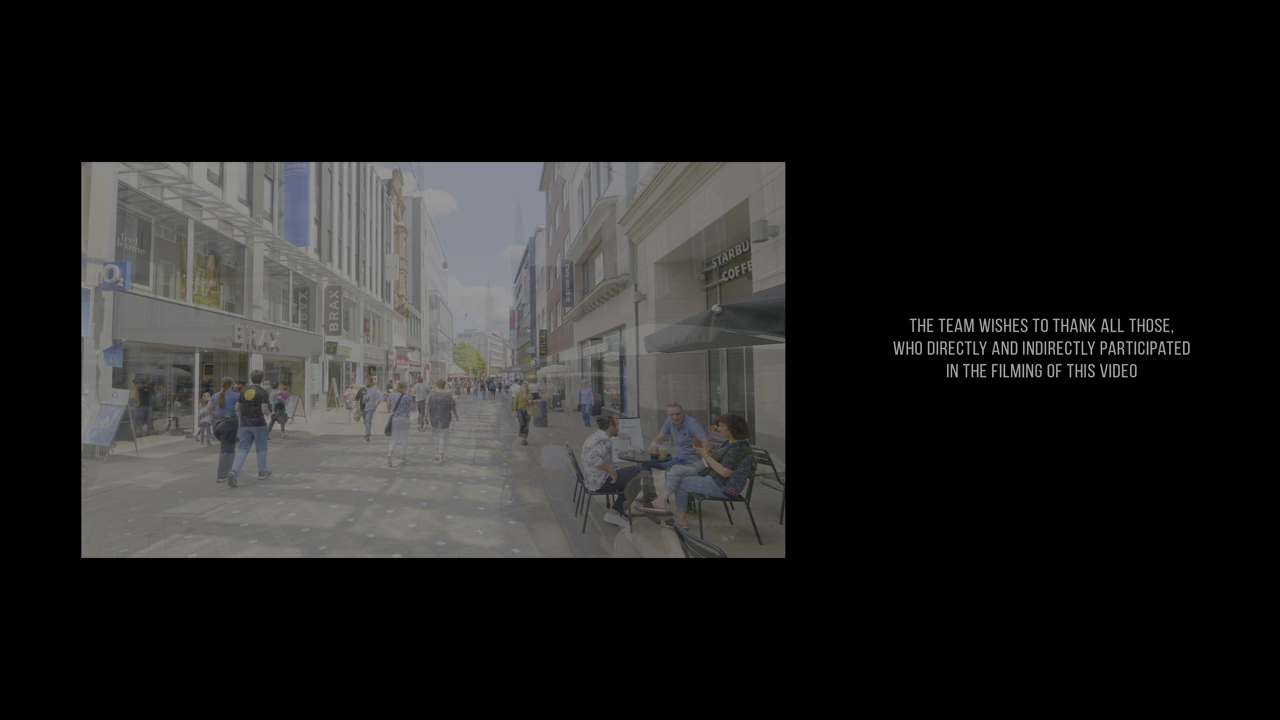 feel
O₂
BRAX
BRAX
STARBU
COFFE
THE TEAM WISHES TO THANK ALL THOSE,
WHO DIRECTLY AND INDIRECTLY PARTICIPATED
IN THE FILMING OF THIS VIDEO